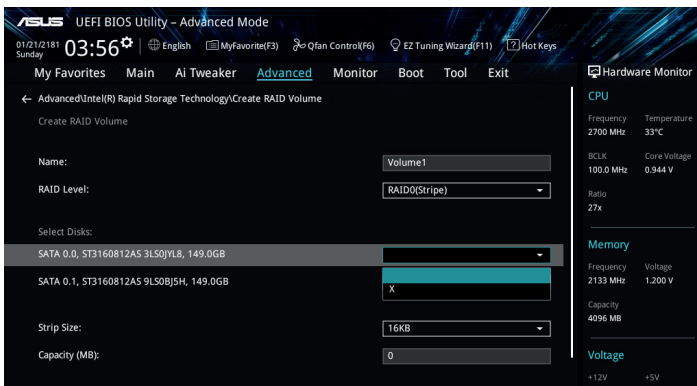 ASUS UEFI BIOS Utility – Advanced Mode
01/21/2181 Sunday 03:56 English MyFavorite(F3) Qfan Control(F6) EZ Tuning Wizard(F11) ? Hot Keys
My Favorites Main Ai Tweaker Advanced Monitor Boot Tool Exit
← Advanced\Intel(R) Rapid Storage Technology\Create RAID Volume
Create RAID Volume
Name: Volume1
RAID Level: RAID0(Stripe)
Select Disks:
SATA 0.0, ST3160812AS 3LS0JYL8, 149.0GB
SATA 0.1, ST3160812AS 9LS0BJ5H, 149.0GB
X
Strip Size: 16KB
Capacity (MB): 0
Hardware Monitor
CPU
Frequency Temperature
2700 MHz 33°C
BCLK Core Voltage
100.0 MHz 0.944 V
Ratio
27x
Memory
Frequency Voltage
2133 MHz 1.200 V
Capacity
4096 MB
Voltage
+12V +5V